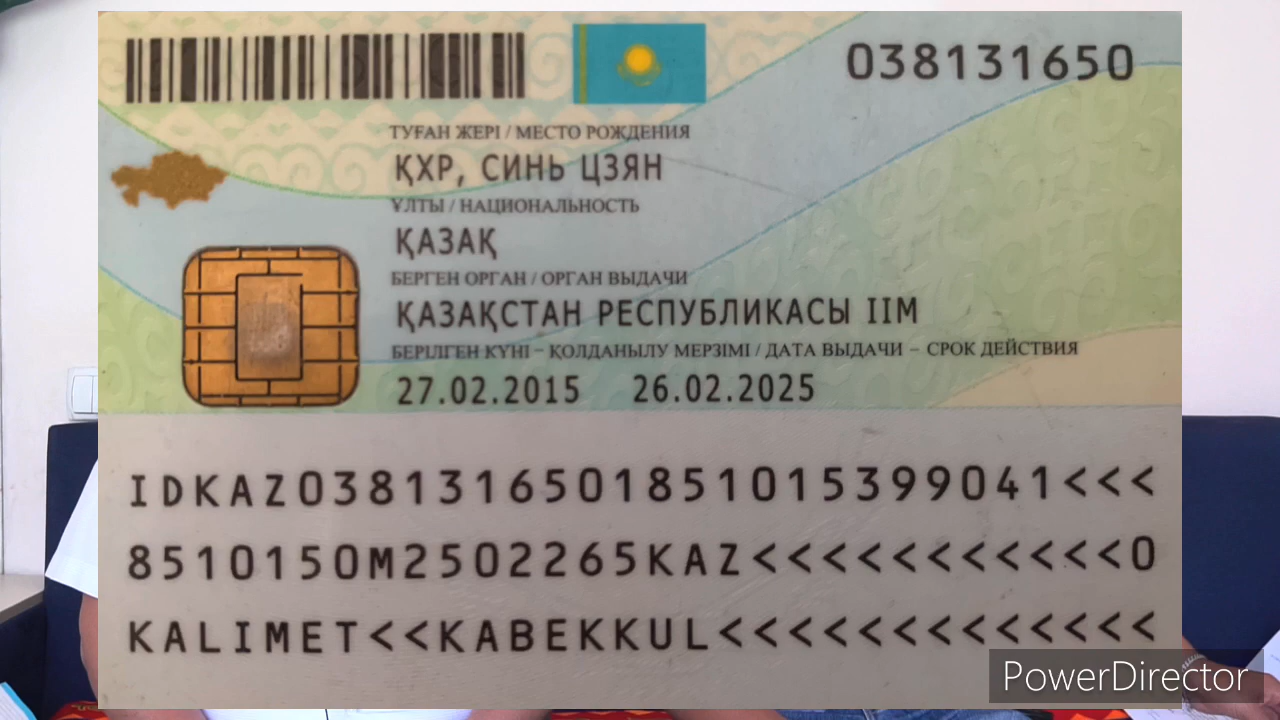 038131650
ТУҒАН ЖЕРІ / МЕСТО РОЖДЕНИЯ
ҚХР, СИНЬ ЦЗЯН
ҰЛТЫ / НАЦИОНАЛЬНОСТЬ
ҚАЗАҚ
БЕРГЕН ОРГАН / ОРГАН ВЫДАЧИ
ҚАЗАҚСТАН РЕСПУБЛИКАСЫ ІІМ
БЕРІЛГЕН КҮНІ – ҚОЛДАНЫЛУ МЕРЗІМІ / ДАТА ВЫДАЧИ – СРОК ДЕЙСТВИЯ
27.02.2015 26.02.2025
IDKAZ0381316501851015399041<<<
8510150M2502265KAZ<<<<<<<<<<<0
KALIMET<<KABEKKUL<<<<<<<<<<<<<
PowerDirector